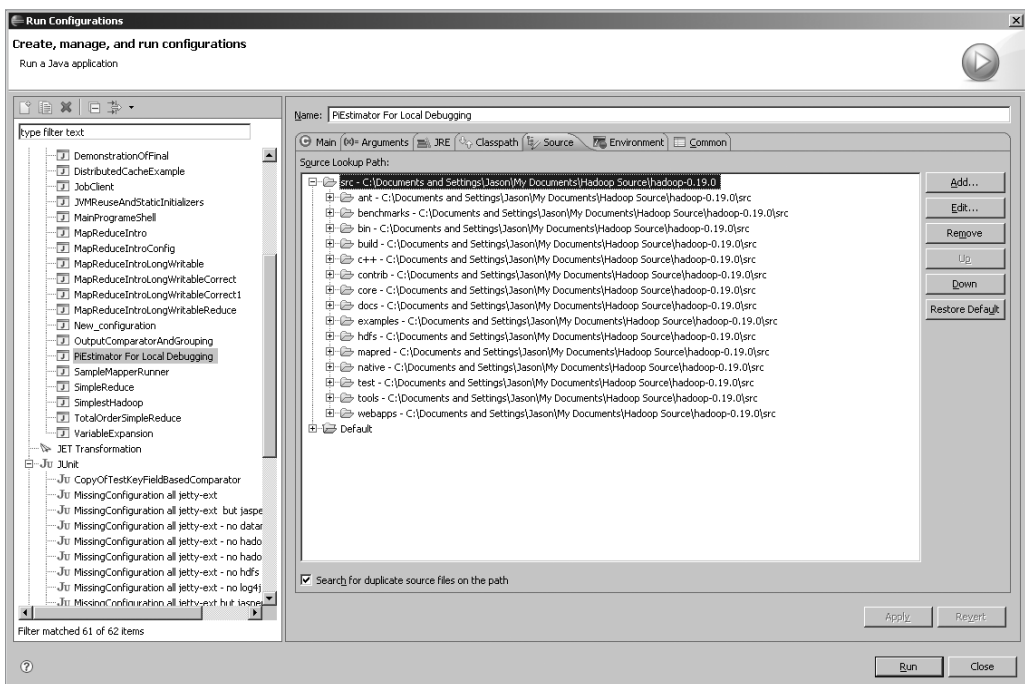 Run Configurations
Create, manage, and run configurations
Run a Java application
type filter text
DemonstrationOfFinal
DistributedCacheExample
JobClient
JVMReuseAndStaticInitializers
MainProgrameShell
MapReduceIntro
MapReduceIntroConfig
MapReduceIntroLongWritable
MapReduceIntroLongWritableCorrect
MapReduceIntroLongWritableCorrect1
MapReduceIntroLongWritableReduce
New_configuration
OutputComparatorAndGrouping
PiEstimator For Local Debugging
SampleMapperRunner
SimpleReduce
SimplestHadoop
TotalOrderSimpleReduce
VariableExpansion
JET Transformation
JUnit
CopyOfTestKeyFieldBasedComparator
MissingConfiguration all jetty-ext
MissingConfiguration all jetty-ext but jaspe
MissingConfiguration all jetty-ext - no datan
MissingConfiguration all jetty-ext - no hado
MissingConfiguration all jetty-ext - no hado
MissingConfiguration all jetty-ext - no hdfs
MissingConfiguration all jetty-ext - no log4j
MissingConfiguration all jetty-ext but jasper
Filter matched 61 of 62 items
Name: PiEstimator For Local Debugging
Main (x)= Arguments JRE Classpath Source Environment Common
Source Lookup Path:
src - C:\Documents and Settings\Jason\My Documents\Hadoop Source\hadoop-0.19.0
ant - C:\Documents and Settings\Jason\My Documents\Hadoop Source\hadoop-0.19.0\src
benchmarks - C:\Documents and Settings\Jason\My Documents\Hadoop Source\hadoop-0.19.0\src
bin - C:\Documents and Settings\Jason\My Documents\Hadoop Source\hadoop-0.19.0\src
build - C:\Documents and Settings\Jason\My Documents\Hadoop Source\hadoop-0.19.0\src
c++ - C:\Documents and Settings\Jason\My Documents\Hadoop Source\hadoop-0.19.0\src
contrib - C:\Documents and Settings\Jason\My Documents\Hadoop Source\hadoop-0.19.0\src
core - C:\Documents and Settings\Jason\My Documents\Hadoop Source\hadoop-0.19.0\src
docs - C:\Documents and Settings\Jason\My Documents\Hadoop Source\hadoop-0.19.0\src
examples - C:\Documents and Settings\Jason\My Documents\Hadoop Source\hadoop-0.19.0\src
hdfs - C:\Documents and Settings\Jason\My Documents\Hadoop Source\hadoop-0.19.0\src
mapred - C:\Documents and Settings\Jason\My Documents\Hadoop Source\hadoop-0.19.0\src
native - C:\Documents and Settings\Jason\My Documents\Hadoop Source\hadoop-0.19.0\src
test - C:\Documents and Settings\Jason\My Documents\Hadoop Source\hadoop-0.19.0\src
tools - C:\Documents and Settings\Jason\My Documents\Hadoop Source\hadoop-0.19.0\src
webapps - C:\Documents and Settings\Jason\My Documents\Hadoop Source\hadoop-0.19.0\src
Default
Add...
Edit...
Remove
Up
Down
Restore Default
Search for duplicate source files on the path
Apply
Revert
Run
Close